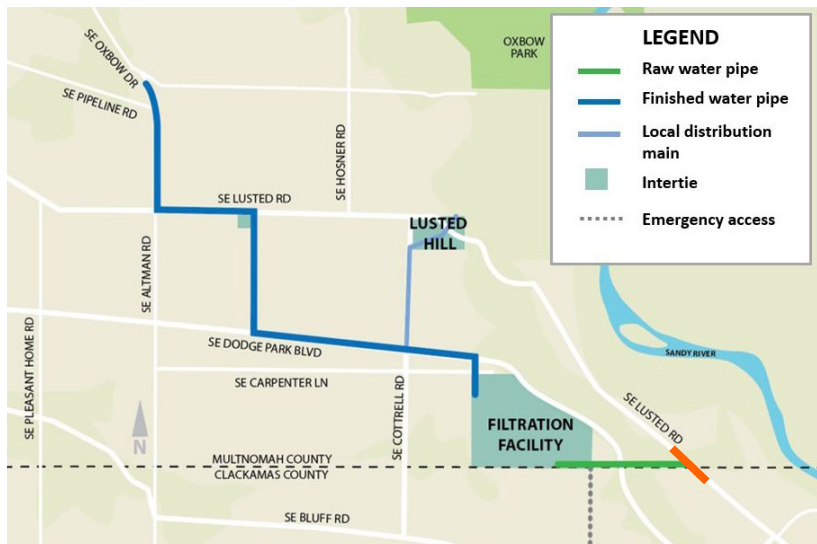 SE OXBOW DR
SE PIPELINE RD
OXBOW
PARK
LEGEND
Raw water pipe
Finished water pipe
Local distribution
main
Intertie
Emergency access
SE HOSNER RD
SE LUSTED RD
LUSTED
HILL
SE ALTMAN RD
SE PLEASANT HOME RD
SE DODGE PARK BLVD
SANDY RIVER
SE CARPENTER LN
SE COTTRELL RD
SE LUSTED RD
FILTRATION
FACILITY
N
MULTNOMAH COUNTY
CLACKAMAS COUNTY
SE BLUFF RD